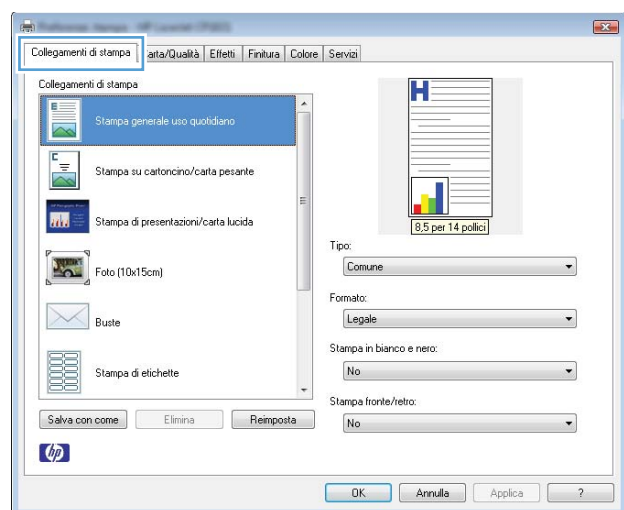 Collegamenti di stampa
Carta/Qualità
Effetti
Finitura
Colore
Servizi
Collegamenti di stampa
Stampa generale uso quotidiano
Stampa su cartoncino/carta pesante
Stampa di presentazioni/carta lucida
Foto (10x15cm)
Buste
Stampa di etichette
Salva con come
Elimina
Reimposta
8,5 per 14 pollici
Tipo:
Comune
Formato:
Legale
Stampa in bianco e nero:
No
Stampa fronte/retro:
No
hp
OK
Annulla
Applica
?